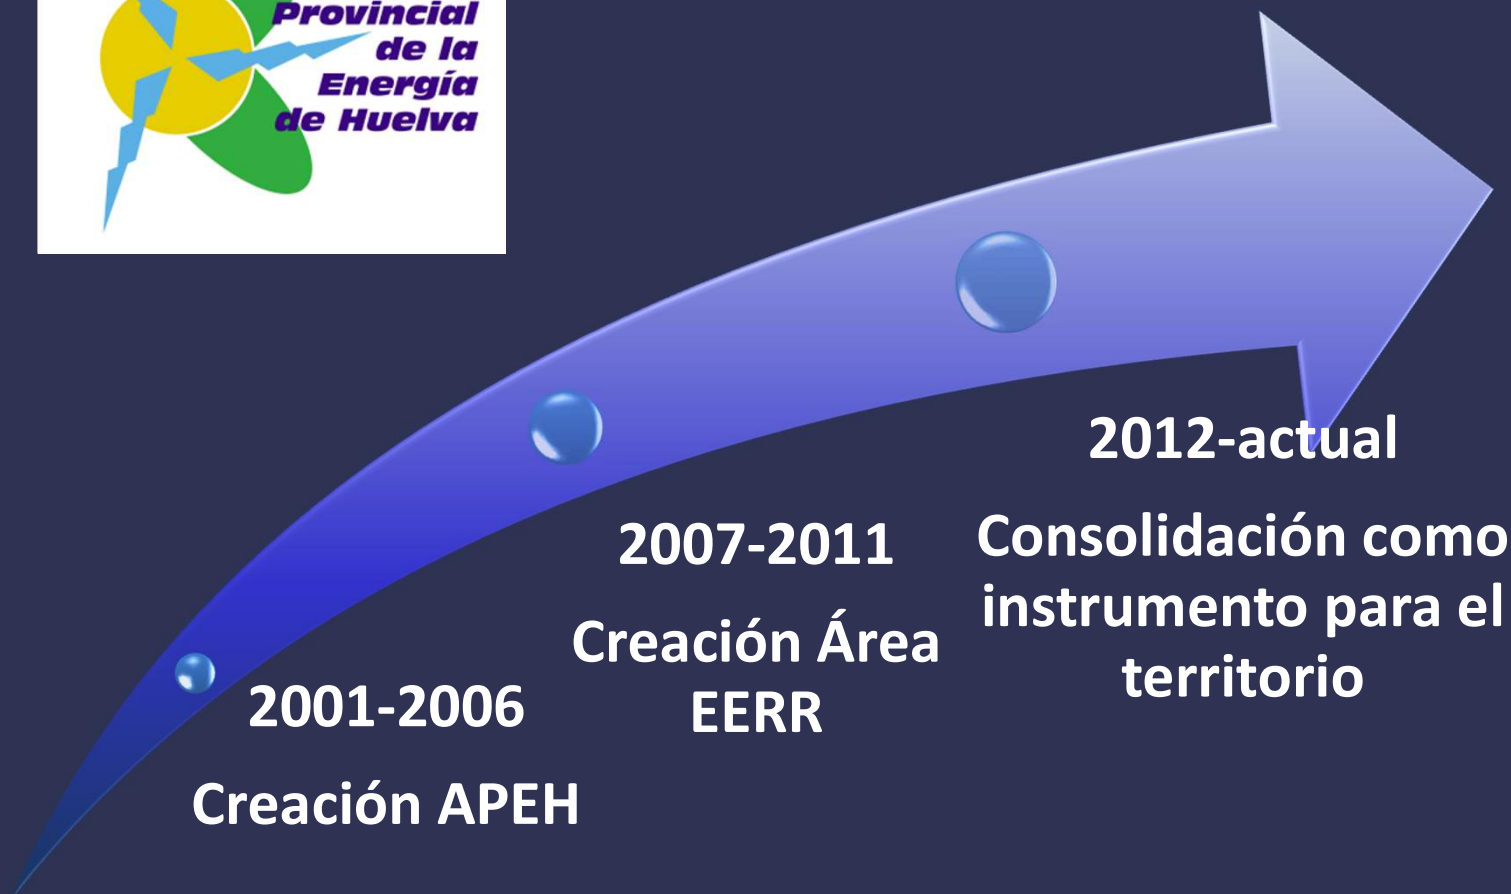 Provincial
de la
Energía
de Huelva
2001-2006
Creación APEH
2007-2011
Creación Área
EERR
2012-actual
Consolidación como
instrumento para el
territorio